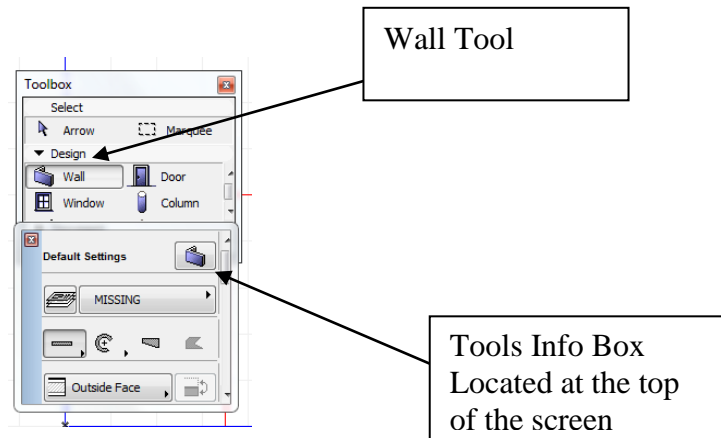 Wall Tool
Toolbox
Select
Arrow Marquee
Design
Wall Door
Window Column
Default Settings
MISSING
Outside Face
Tools Info Box
Located at the top
of the screen